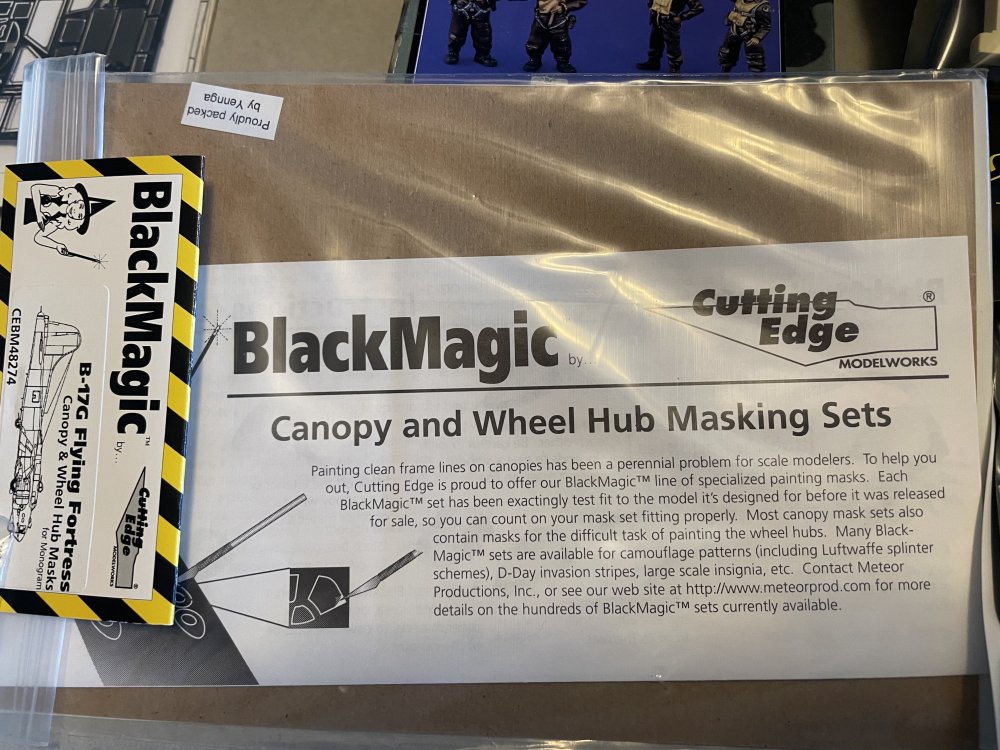 Proudly packed
by Yennga
BlackMagic™
by...
Cutting
Edge
MODELWORKS
®
B-17G Flying Fortress
Canopy & Wheel Hub Masks
for Monogram
CEBM48274
BlackMagic
by...
Cutting
Edge
®
MODELWORKS
Canopy and Wheel Hub Masking Sets
Painting clean frame lines on canopies has been a perennial problem for scale modelers. To help you
out, Cutting Edge is proud to offer our BlackMagic™ line of specialized painting masks. Each
BlackMagic™ set has been exactingly test fit to the model it's designed for before it was released
for sale, so you can count on your mask set fitting properly. Most canopy mask sets also
contain masks for the difficult task of painting the wheel hubs. Many Black-
Magic™ sets are available for camouflage patterns (including Luftwaffe splinter
schemes), D-Day invasion stripes, large scale insignia, etc. Contact Meteor
Productions, Inc., or see our web site at http://www.meteorprod.com for more
details on the hundreds of BlackMagic™ sets currently available.